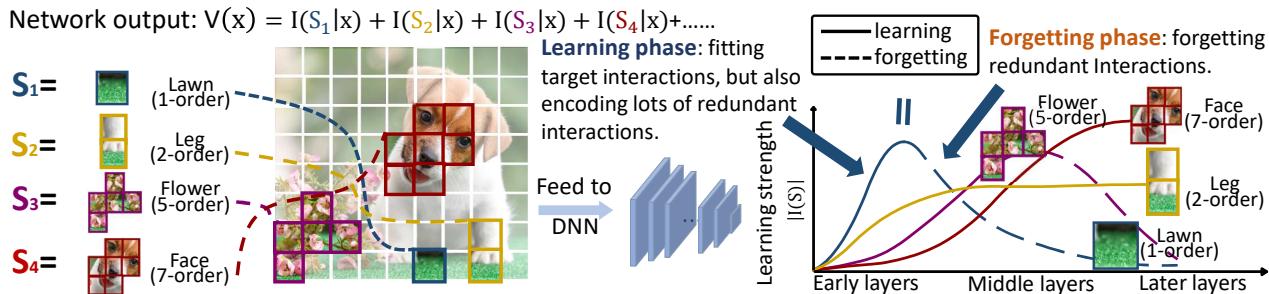 Network output: V(x) = I(S₁|x) + I(S₂|x) + I(S₃|x) + I(S₄|x)+……
S₁=
Lawn
(1-order)
S₂=
Leg
(2-order)
S₃=
Flower
(5-order)
S₄=
Face
(7-order)
Learning phase: fitting
target interactions, but also
encoding lots of redundant
interactions.
Feed to
DNN
...
learning
forgetting
Forgetting phase: forgetting
redundant Interactions.
Learning strength
|I(S)|
Flower
(5-order)
Face
(7-order)
Leg
(2-order)
Lawn
(1-order)
Early layers
Middle layers
Later layers